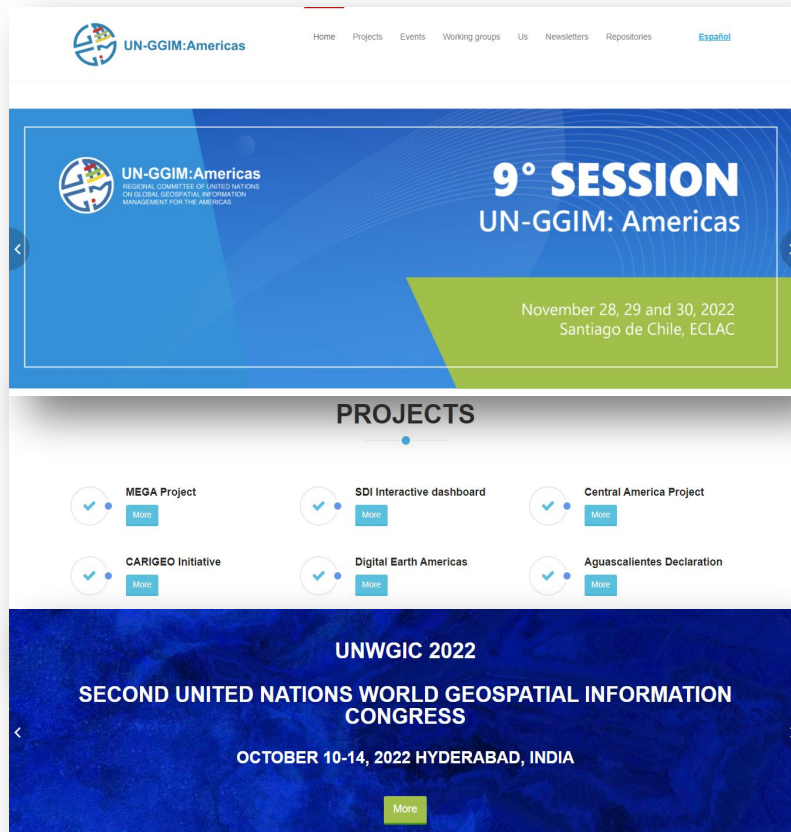 UN-GGIM:Americas
Home Projects Events Working groups Us Newsletters Repositories Español
UN-GGIM:Americas
REGIONAL COMMITTEE OF UNITED NATIONS
ON GLOBAL GEOSPATIAL INFORMATION
MANAGEMENT FOR THE AMERICAS
9° SESSION
UN-GGIM: Americas
November 28, 29 and 30, 2022
Santiago de Chile, ECLAC
PROJECTS
MEGA Project
More
SDI Interactive dashboard
More
Central America Project
More
CARIGEO Initiative
More
Digital Earth Americas
More
Aguascalientes Declaration
More
UNWGIC 2022
SECOND UNITED NATIONS WORLD GEOSPATIAL INFORMATION
CONGRESS
OCTOBER 10-14, 2022 HYDERABAD, INDIA
More